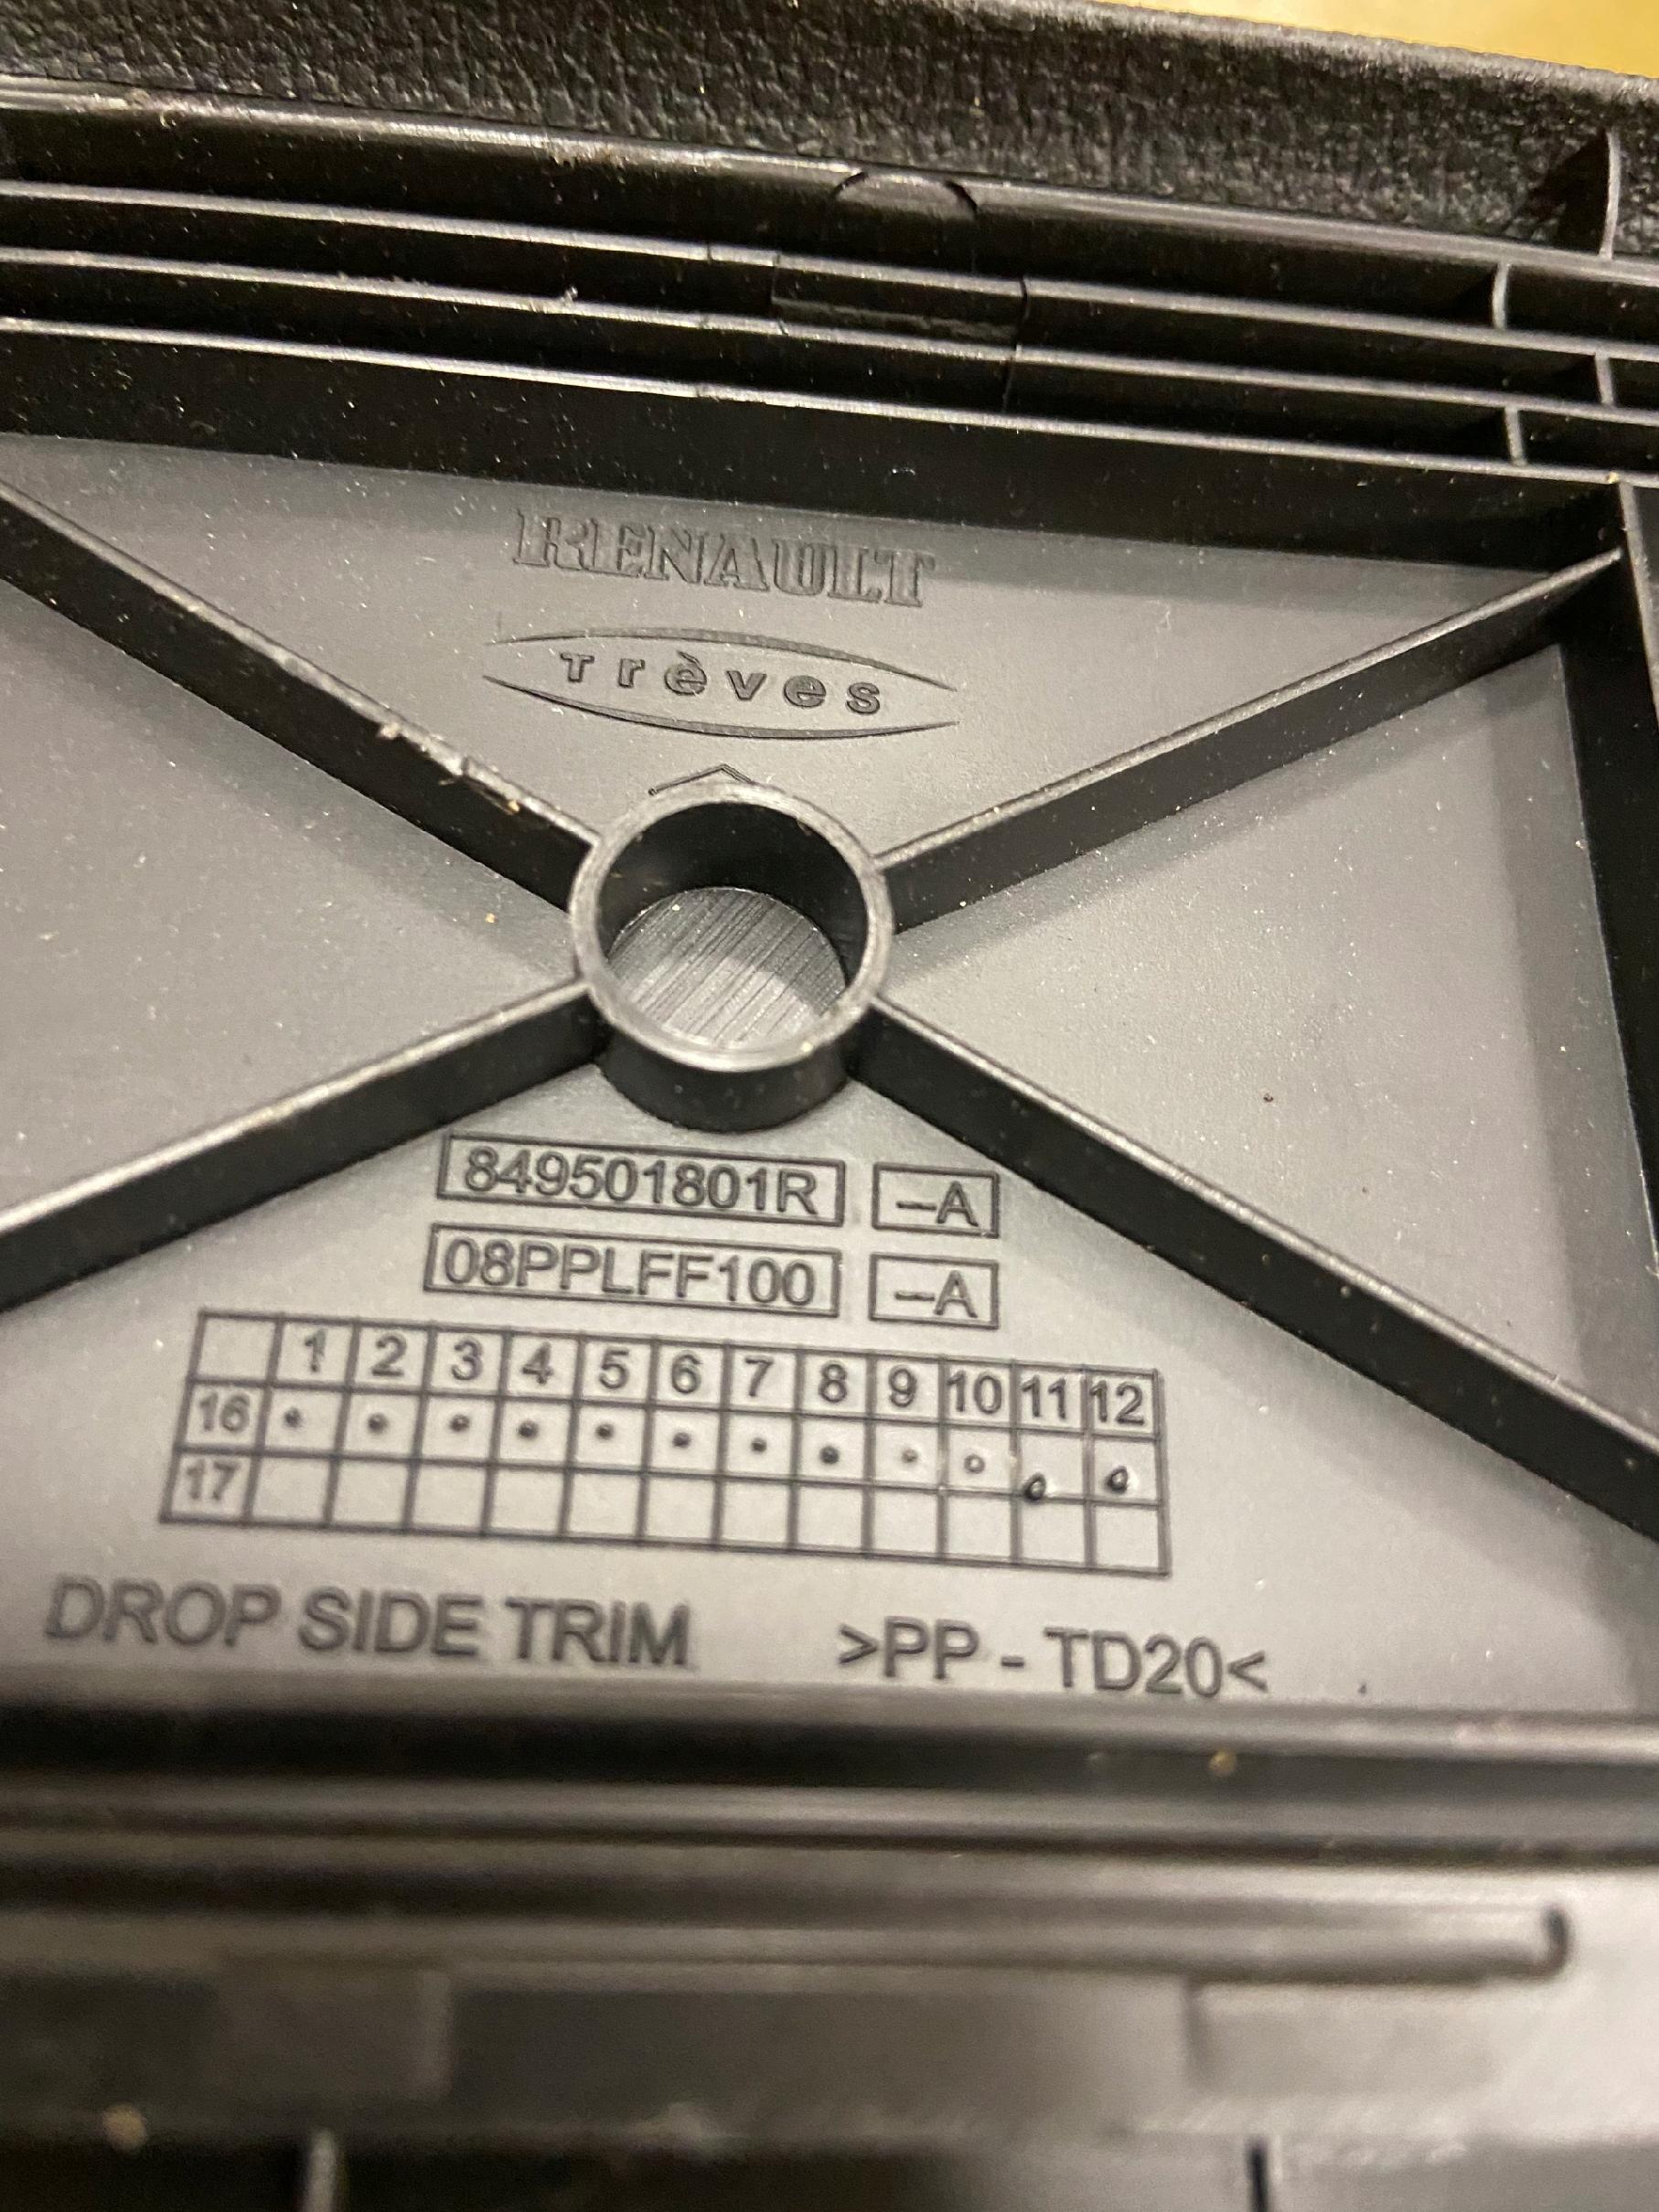 RENAULT
Trèves
849501801R –A
08PPLFF100 –A
1 2 3 4 5 6 7 8 9 10 11 12
16
17
DROP SIDE TRIM >PP - TD20<